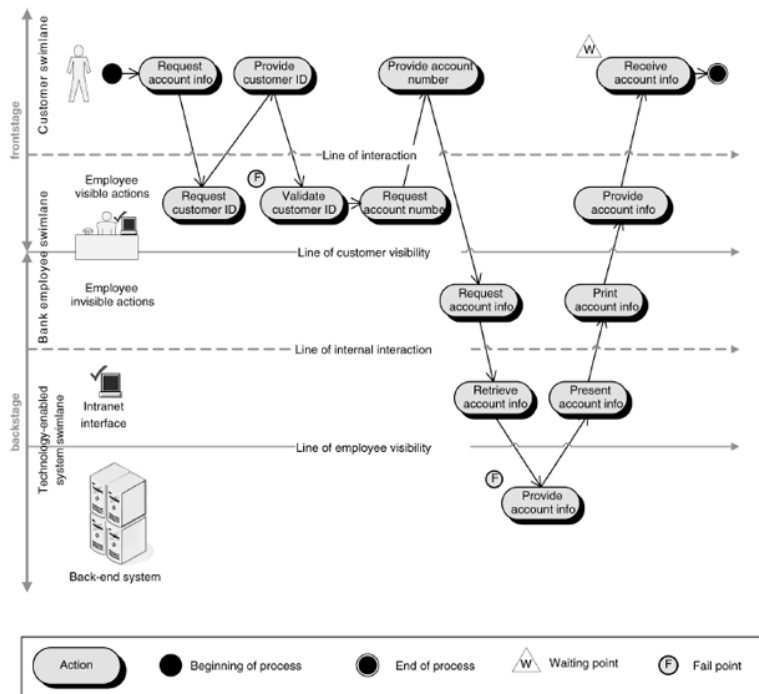 frontstage
backstage
Customer swimlane
Bank employee swimlane
Technology-enabled
system swimlane
Request
account info
Provide
customer ID
Provide account
number
W
Receive
account info
Line of interaction
Employee
visible actions
Request
customer ID
F
Validate
customer ID
Request
account number
Provide
account info
Line of customer visibility
Employee
invisible actions
Request
account info
Print
account info
Line of internal interaction
Intranet
interface
Retrieve
account info
Present
account info
Line of employee visibility
F
Provide
account info
Back-end system
Action
Beginning of process
End of process
W
Waiting point
F
Fail point